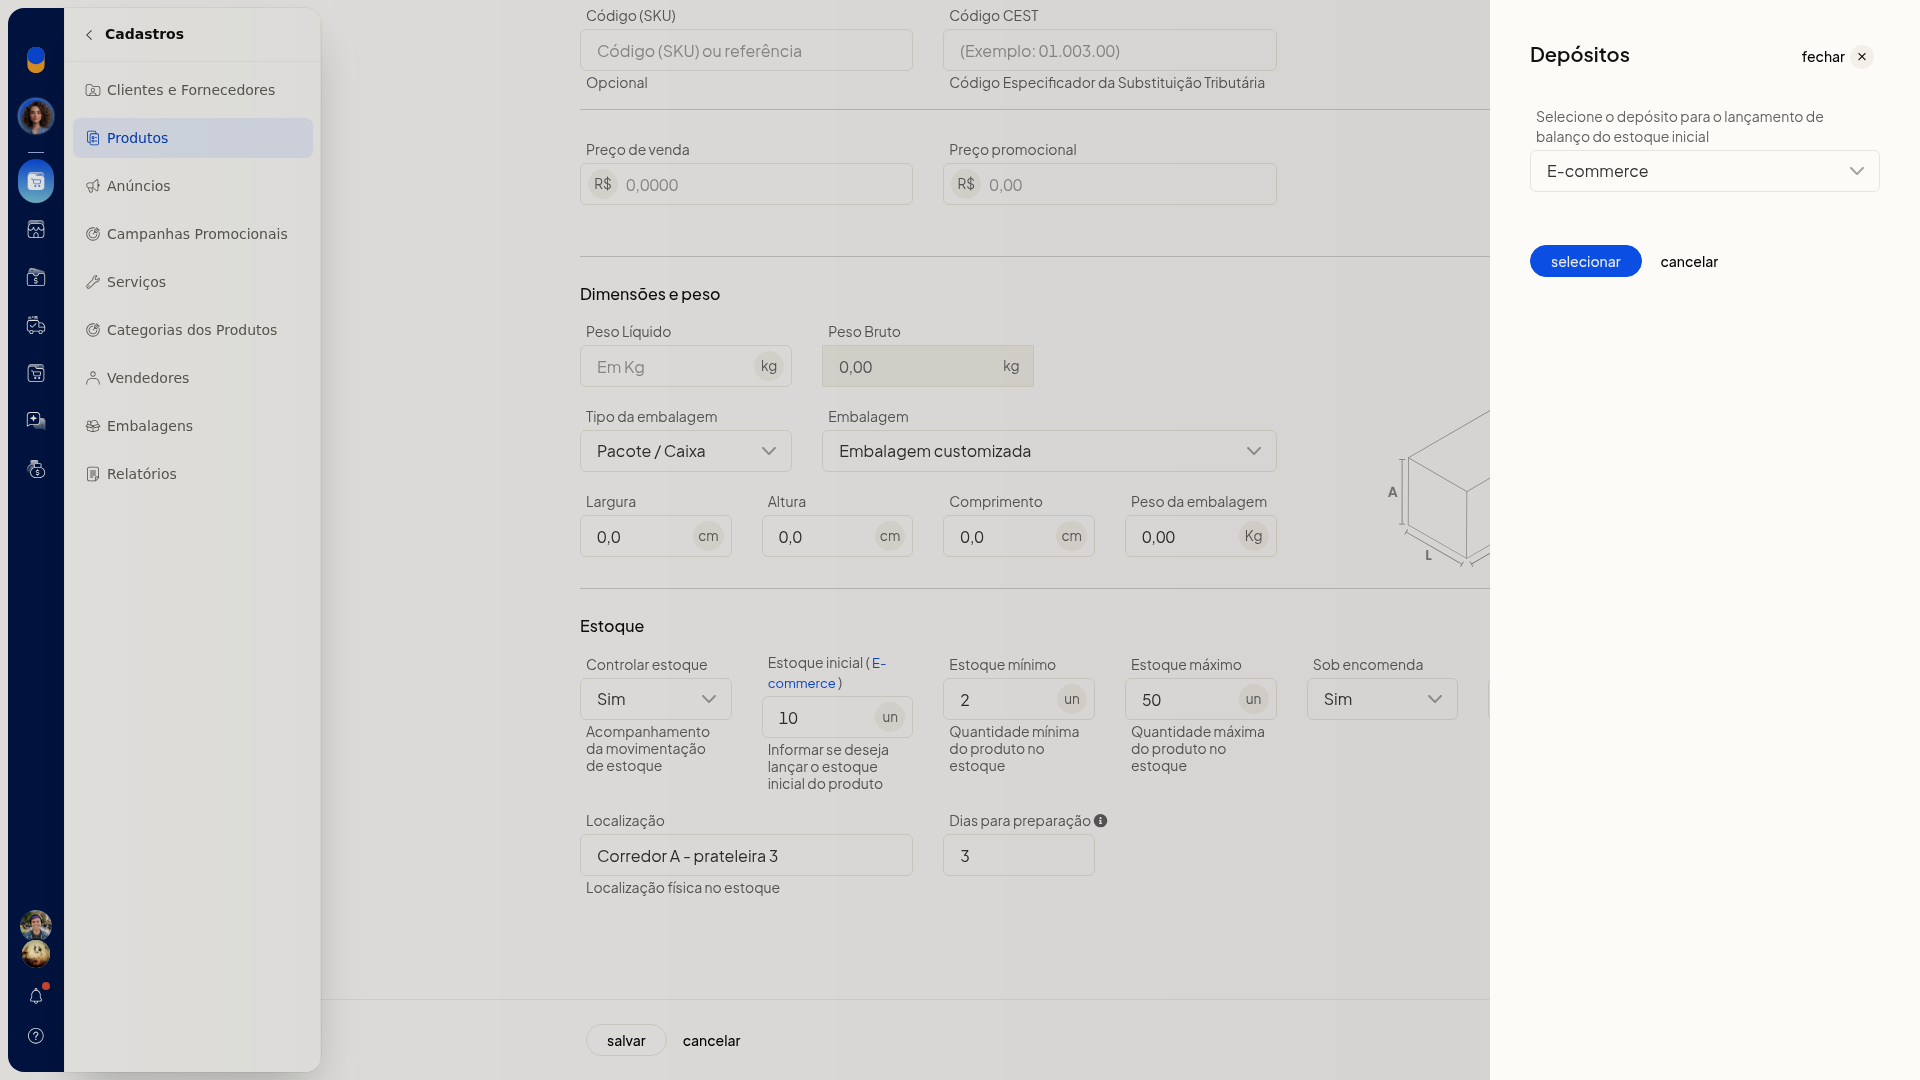 Cadastros
Clientes e Fornecedores
Produtos
Anúncios
Campanhas Promocionais
Serviços
Categorias dos Produtos
Vendedores
Embalagens
Relatórios
Código (SKU)
Código CEST
Código (SKU) ou referência
(Exemplo: 01.003.00)
Opcional
Código Especificador da Substituição Tributária
Preço de venda
Preço promocional
R$ 0,0000
R$ 0,00
Dimensões e peso
Peso Líquido
Peso Bruto
Em Kg kg
0,00 kg
Tipo da embalagem
Embalagem
Pacote / Caixa
Embalagem customizada
Largura
Altura
Comprimento
Peso da embalagem
0,0 cm
0,0 cm
0,0 cm
0,00 Kg
A
L
Estoque
Controlar estoque
Sim
Acompanhamento
da movimentação
de estoque
Estoque inicial ( E-
commerce )
10 un
Informar se deseja
lançar o estoque
inicial do produto
Estoque mínimo
2 un
Quantidade mínima
do produto no
estoque
Estoque máximo
50 un
Quantidade máxima
do produto no
estoque
Sob encomenda
Sim
Localização
Corredor A - prateleira 3
Localização física no estoque
Dias para preparação
3
salvar
cancelar
Depósitos
fechar
Selecione o depósito para o lançamento de
balanço do estoque inicial
E-commerce
selecionar
cancelar